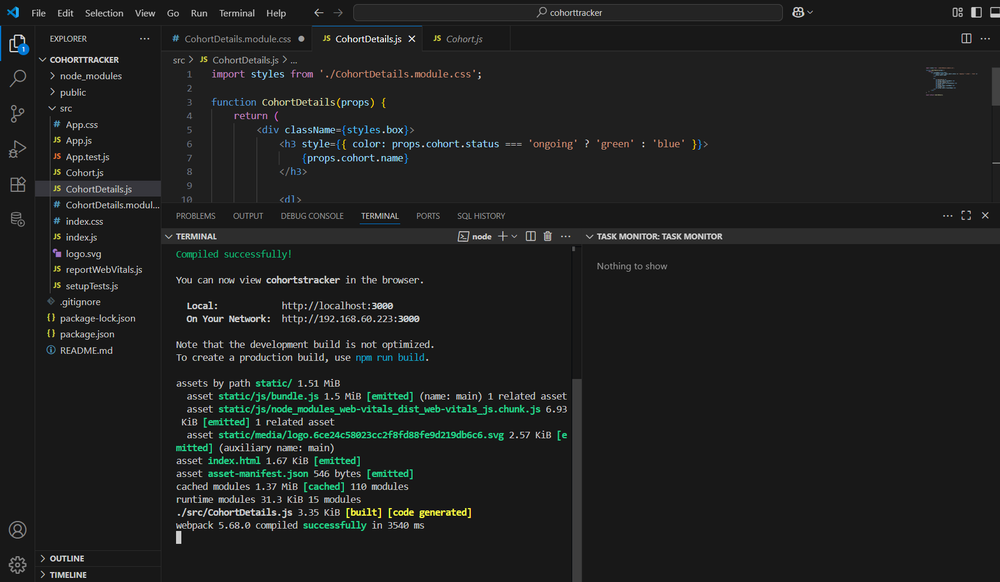 File Edit Selection View Go Run Terminal Help
cohorttracker
EXPLORER
1
COHORTTRACKER
node_modules
public
src
# App.css
JS App.js
JS App.test.js
JS Cohort.js
JS CohortDetails.js
# CohortDetails.modul...
# index.css
JS index.js
logo.svg
JS reportWebVitals.js
JS setupTests.js
.gitignore
{} package-lock.json
{} package.json
README.md
OUTLINE
TIMELINE
# CohortDetails.module.css
JS CohortDetails.js
JS Cohort.js
src > JS CohortDetails.js > ...
1 import styles from './CohortDetails.module.css';
2
3 function CohortDetails(props) {
4 return (
5 <div className={styles.box}>
6 <h3 style={{ color: props.cohort.status === 'ongoing' ? 'green' : 'blue' }}>
7 {props.cohort.name}
8 </h3>
9
10 <dl>
PROBLEMS OUTPUT DEBUG CONSOLE TERMINAL PORTS SQL HISTORY
TERMINAL
node
Compiled successfully!
You can now view cohortstracker in the browser.
Local: http://localhost:3000
On Your Network: http://192.168.60.223:3000
Note that the development build is not optimized.
To create a production build, use npm run build.
assets by path static/ 1.51 MiB
asset static/js/bundle.js 1.5 MiB [emitted] (name: main) 1 related asset
asset static/js/node_modules_web-vitals_dist_web-vitals_js.chunk.js 6.93
KiB [emitted] 1 related asset
asset static/media/logo.6ce24c58023cc2f8fd88fe9d219db6c6.svg 2.57 KiB [e
mitted] (auxiliary name: main)
asset index.html 1.67 KiB [emitted]
asset asset-manifest.json 546 bytes [emitted]
cached modules 1.37 MiB [cached] 110 modules
runtime modules 31.3 KiB 15 modules
./src/CohortDetails.js 3.35 KiB [built] [code generated]
webpack 5.68.0 compiled successfully in 3540 ms
TASK MONITOR: TASK MONITOR
Nothing to show